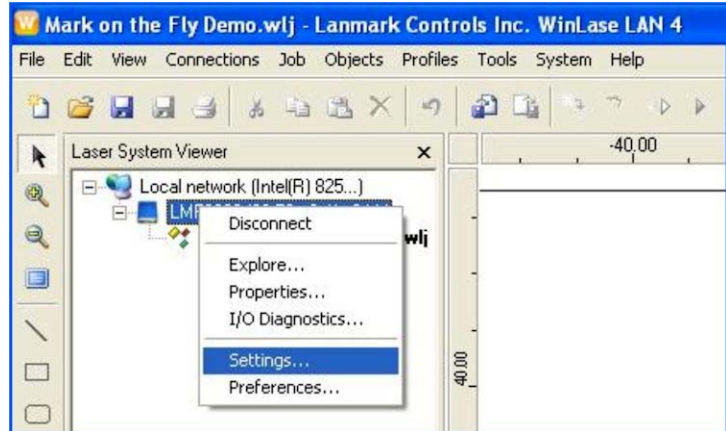 Mark on the Fly Demo.wlj - Lanmark Controls Inc. WinLase LAN 4
File Edit View Connections Job Objects Profiles Tools System Help
Laser System Viewer
-40.00
Local network (Intel(R) 825...)
Disconnect
wlj
Explore...
Properties...
I/O Diagnostics...
Settings...
Preferences...
40.00